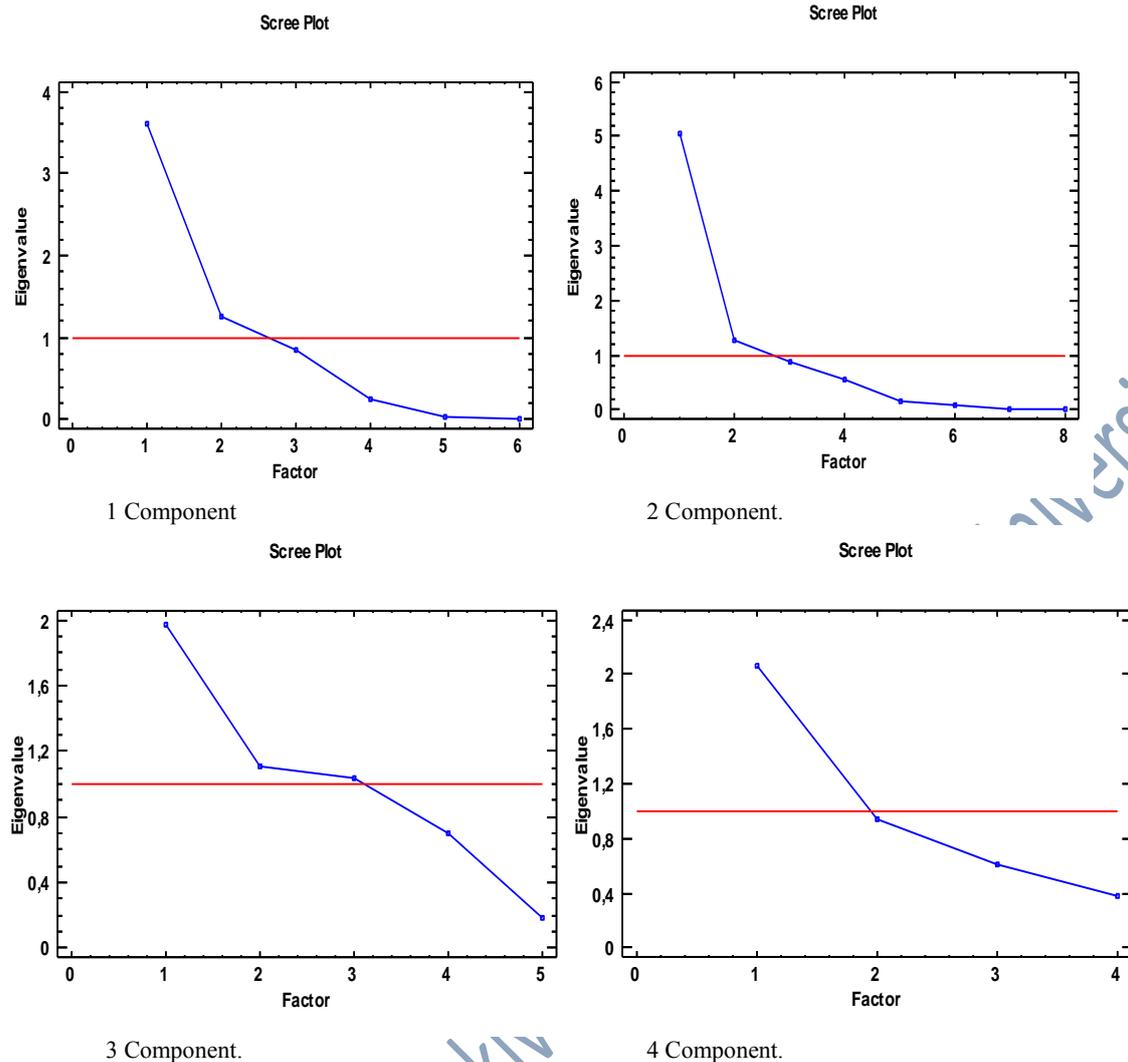 Scree Plot
4
3
2
1
0
Eigenvalue
0 1 2 3 4 5 6
Factor
1 Component
Scree Plot
6
5
4
3
2
1
0
Eigenvalue
0 2 4 6 8
Factor
2 Component.
Scree Plot
2
1,6
1,2
0,8
0,4
0
Eigenvalue
0 1 2 3 4 5
Factor
3 Component.
Scree Plot
2,4
2
1,6
1,2
0,8
0,4
0
Eigenvalue
0 1 2 3 4
Factor
4 Component.